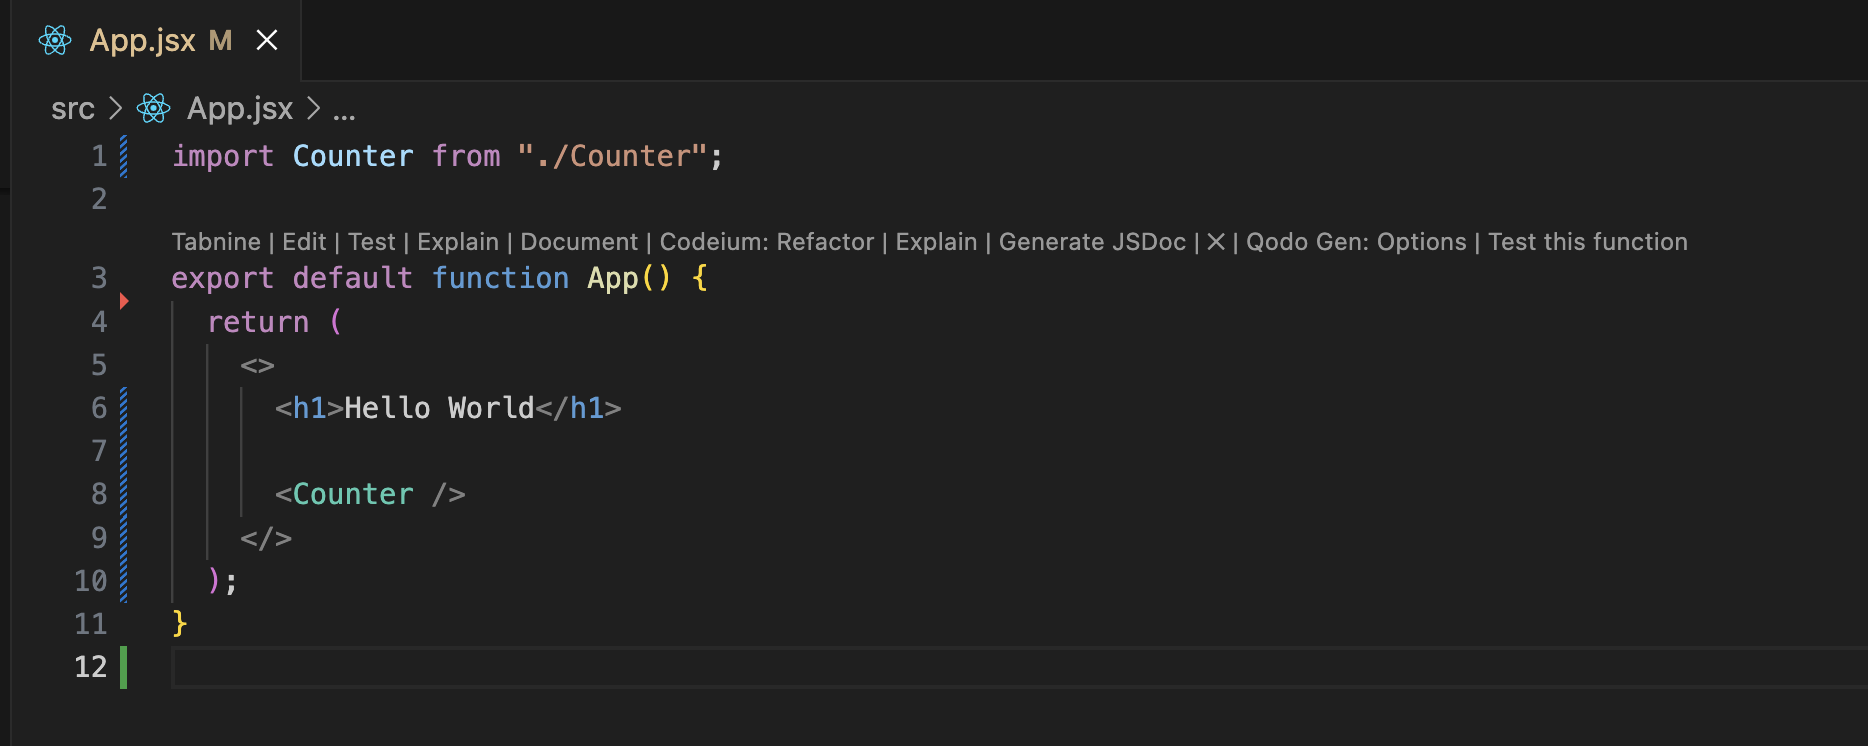 App.jsx M
src > App.jsx > ...
1 import Counter from "./Counter";
2
Tabnine | Edit | Test | Explain | Document | Codeium: Refactor | Explain | Generate JSDoc | × | Qodo Gen: Options | Test this function
3 export default function App() {
4   return (
5     <>
6       <h1>Hello World</h1>
7
8       <Counter />
9     </>
10   );
11 }
12